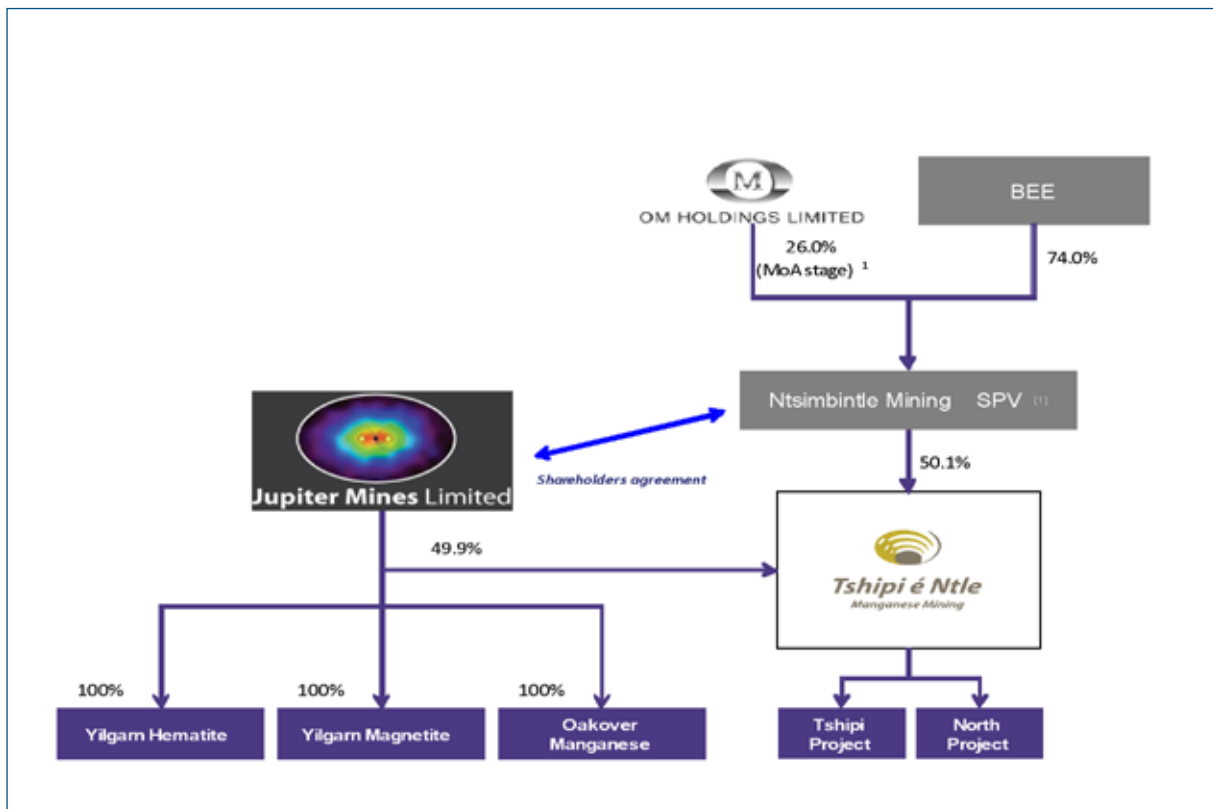 M
OM HOLDINGS LIMITED
BEE
26.0%
(MoA stage) 1
74.0%
Ntsimbintle Mining SPV [1]
Jupiter Mines Limited
Shareholders agreement
50.1%
49.9%
Tshipi é Ntle
Manganese Mining
100%
100%
100%
Yilgarn Hematite
Yilgarn Magnetite
Oakover
Manganese
Tshipi
Project
North
Project